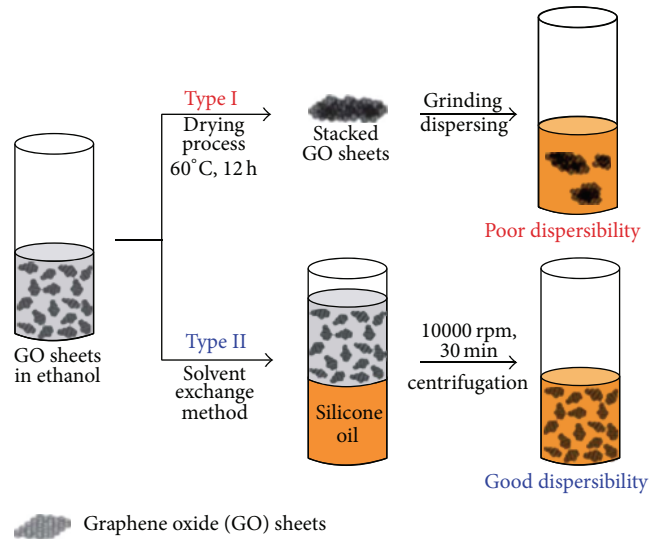 Type I
Drying
process
60°C, 12 h
Stacked
GO sheets
Grinding
dispersing
Poor dispersibility
GO sheets
in ethanol
Type II
Solvent
exchange
method
Silicone
oil
10000 rpm,
30 min
centrifugation
Good dispersibility
Graphene oxide (GO) sheets